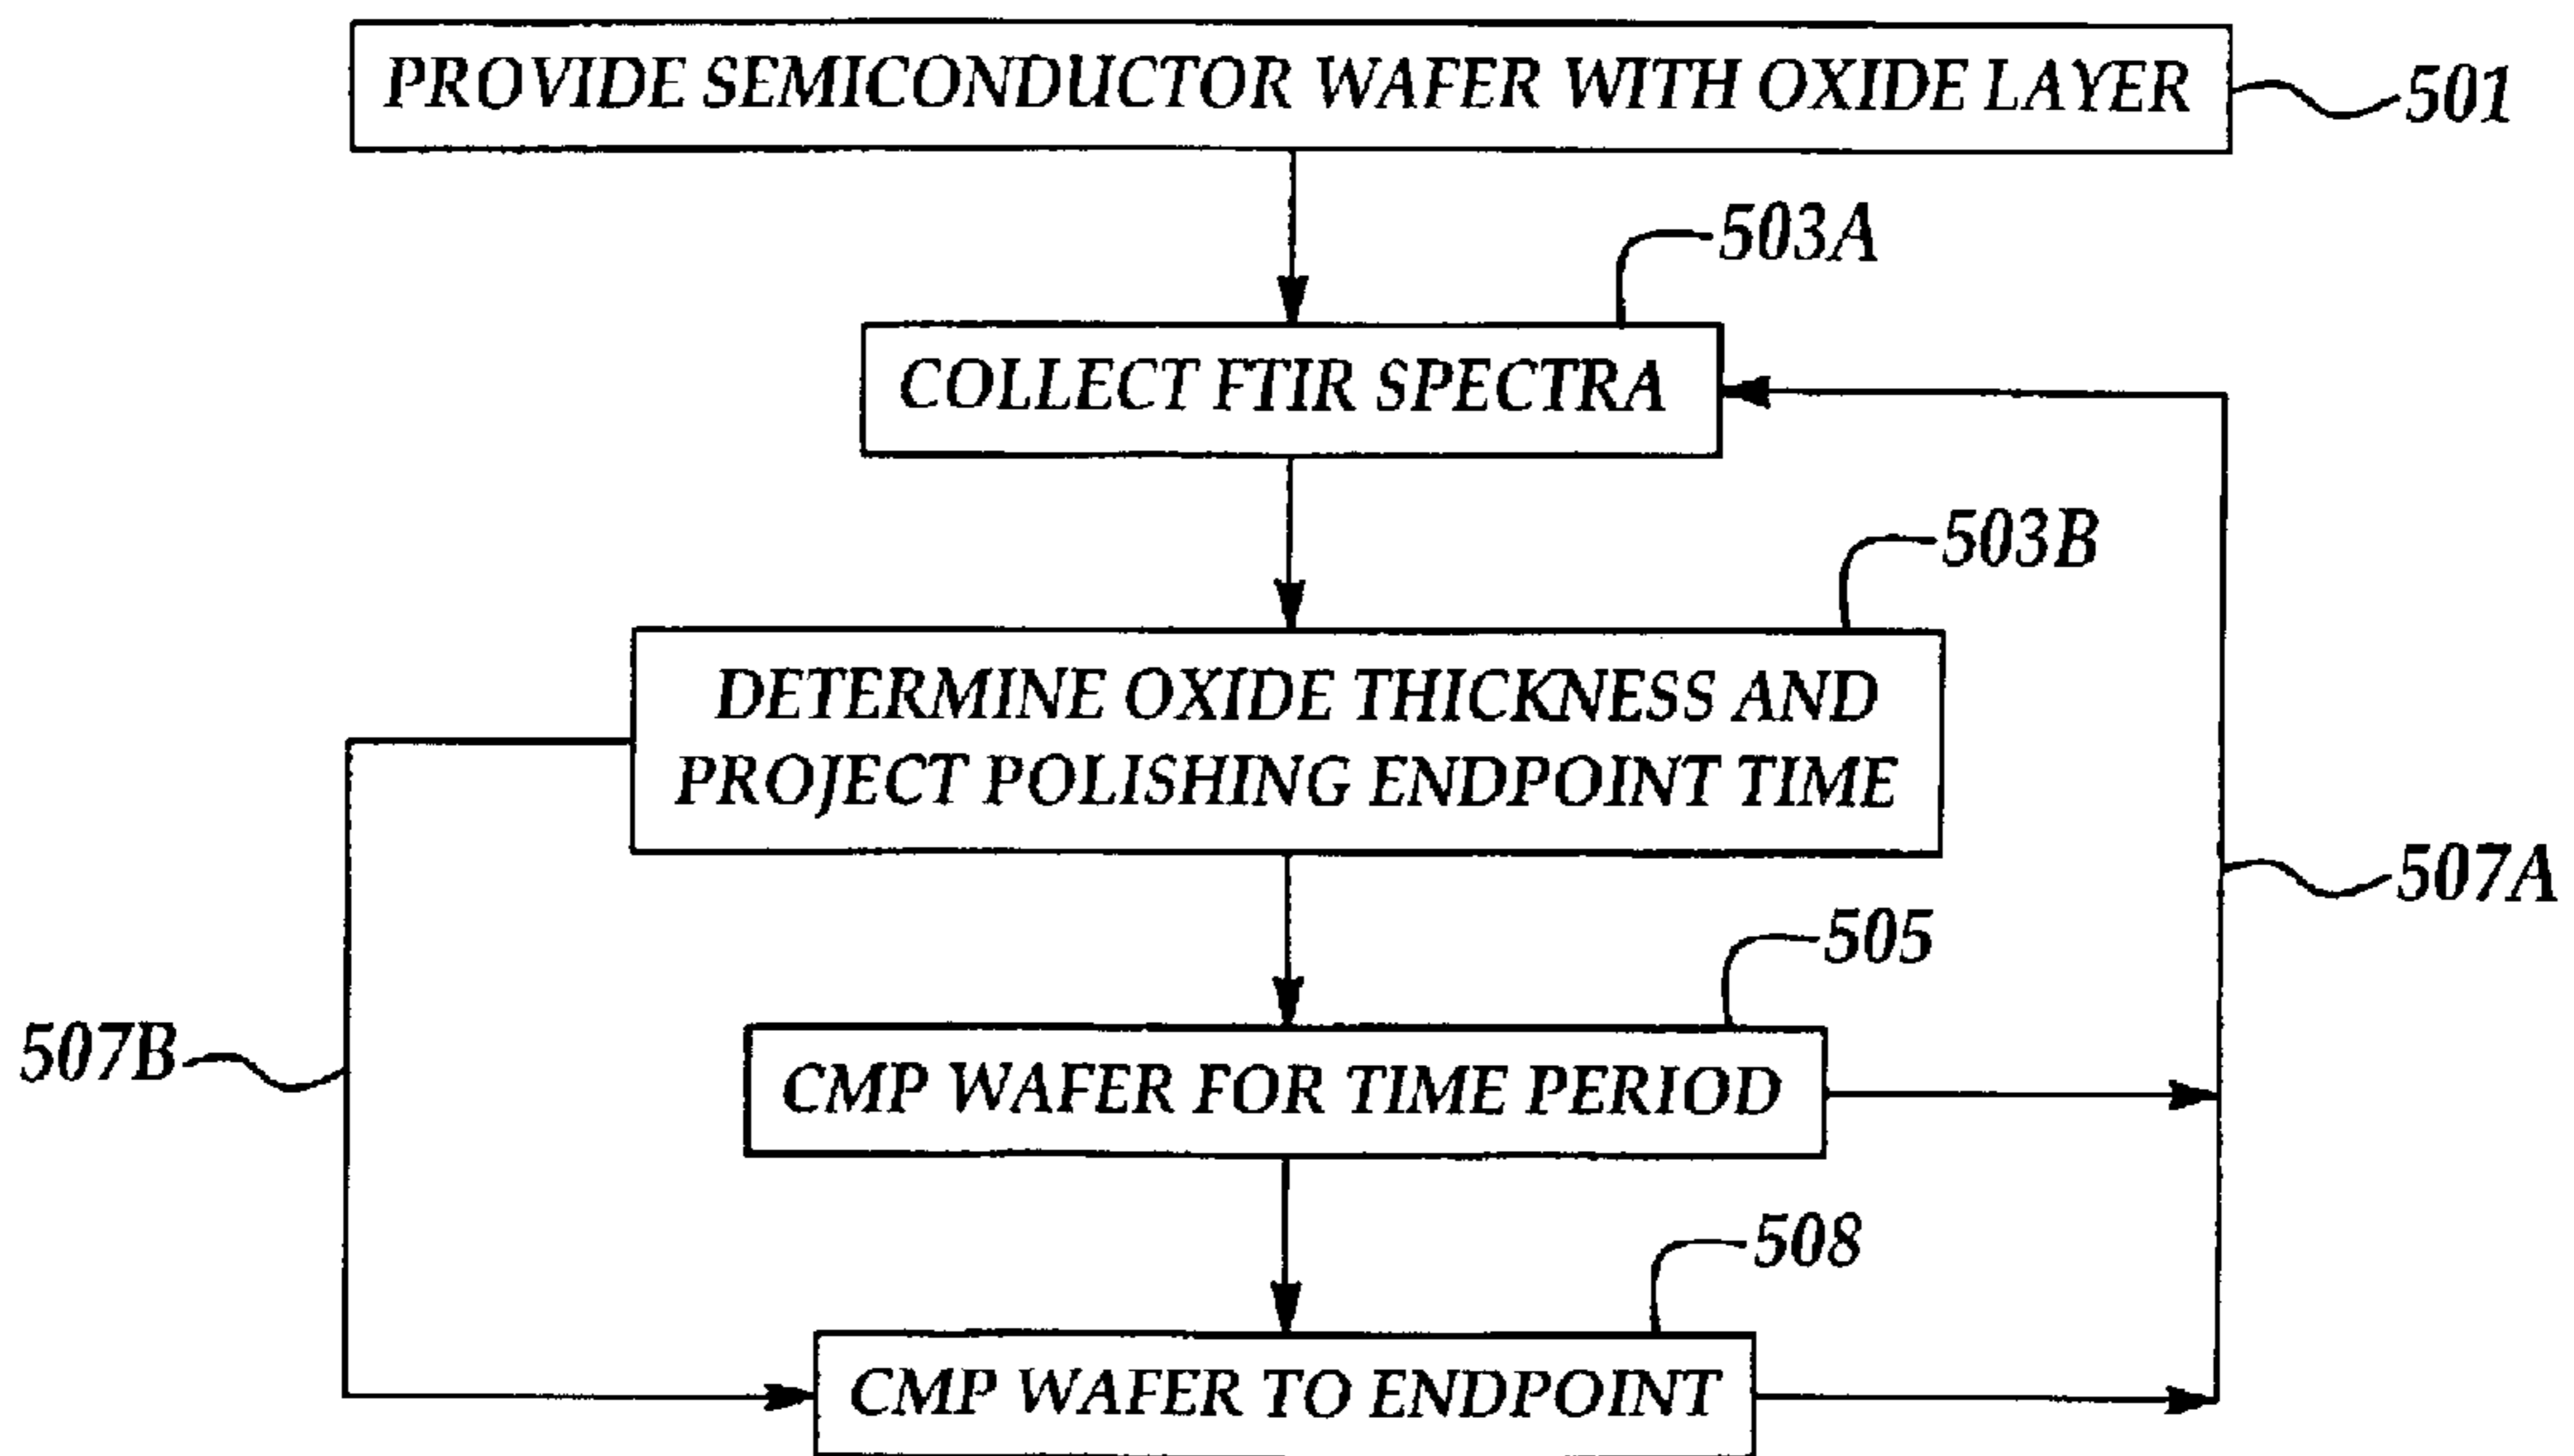 PROVIDE SEMICONDUCTOR WAFER WITH OXIDE LAYER
501
503A
COLLECT FTIR SPECTRA
503B
DETERMINE OXIDE THICKNESS AND
PROJECT POLISHING ENDPOINT TIME
507A
505
507B
CMP WAFER FOR TIME PERIOD
508
CMP WAFER TO ENDPOINT